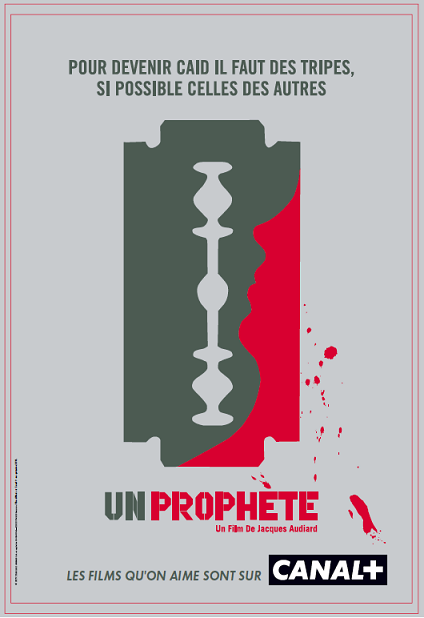 POUR DEVENIR CAID IL FAUT DES TRIPES,
SI POSSIBLE CELLES DES AUTRES
UN PROPHETE
Un Film De Jacques Audiard
LES FILMS QU'ON AIME SONT SUR CANAL+